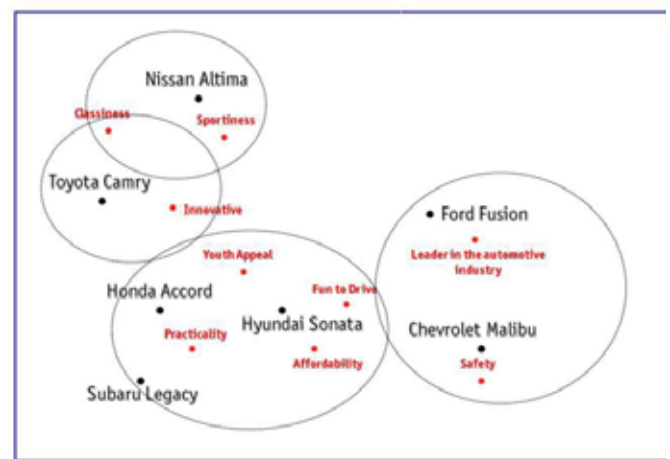 Nissan Altima
Classiness
Sportiness
Toyota Camry
Innovative
Ford Fusion
Leader in the automotive
industry
Youth Appeal
Honda Accord
Fun to Drive
Hyundai Sonata
Practicality
Affordability
Chevrolet Malibu
Safety
Subaru Legacy